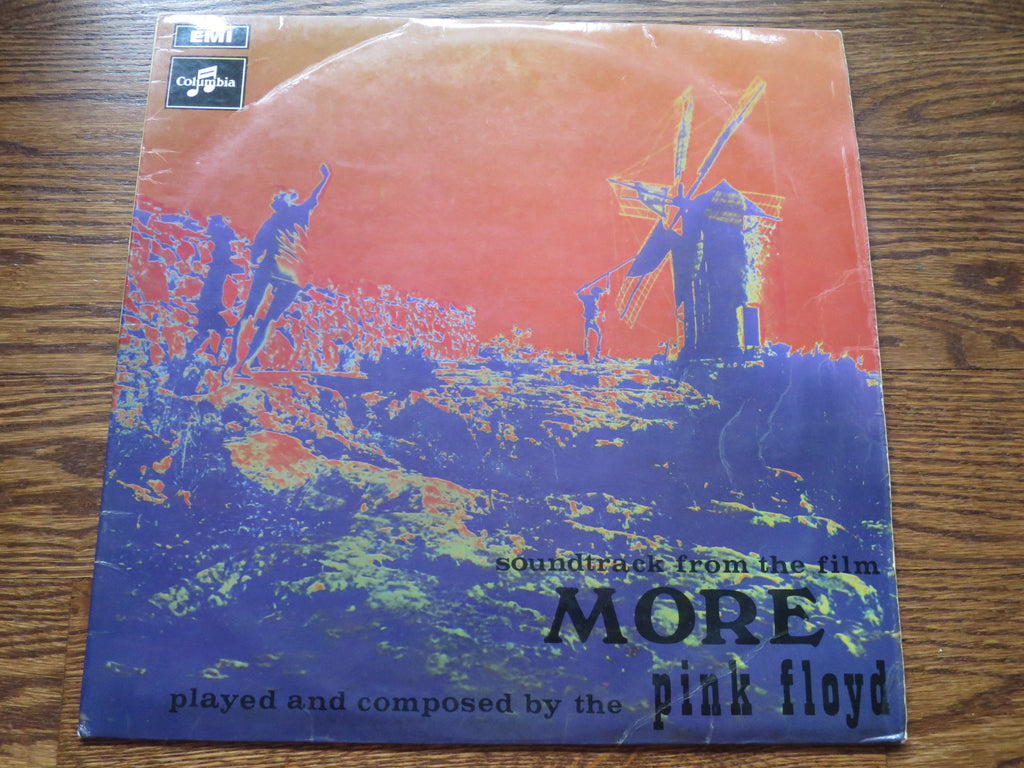 EMI
Columbia
soundtrack from the film
MORE
played and composed by the pink floyd